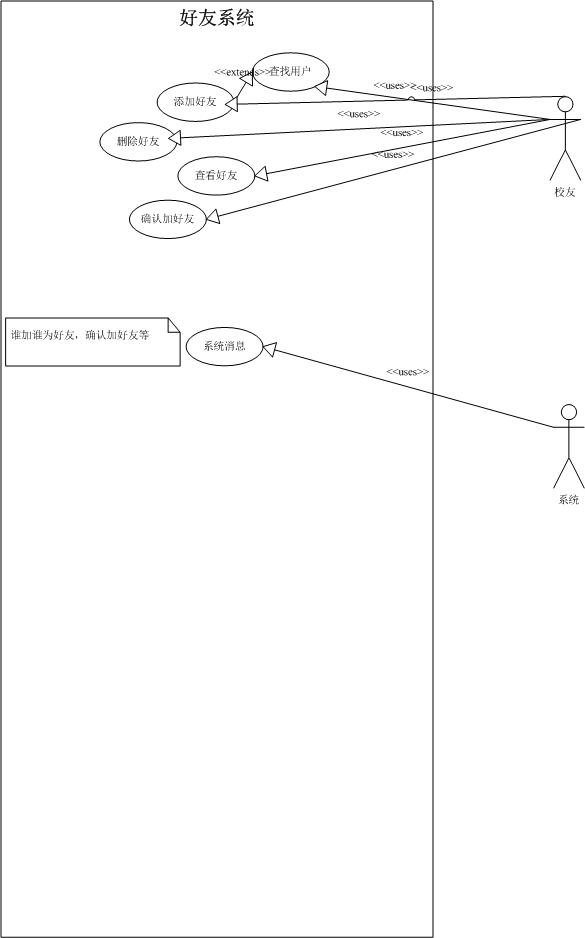 好友系统
<<extends>>
查找用户
<<uses>>
<<uses>>
添加好友
<<uses>>
删除好友
<<uses>>
<<uses>>
查看好友
校友
确认加好友
谁加谁为好友，确认加好友等
系统消息
<<uses>>
系统